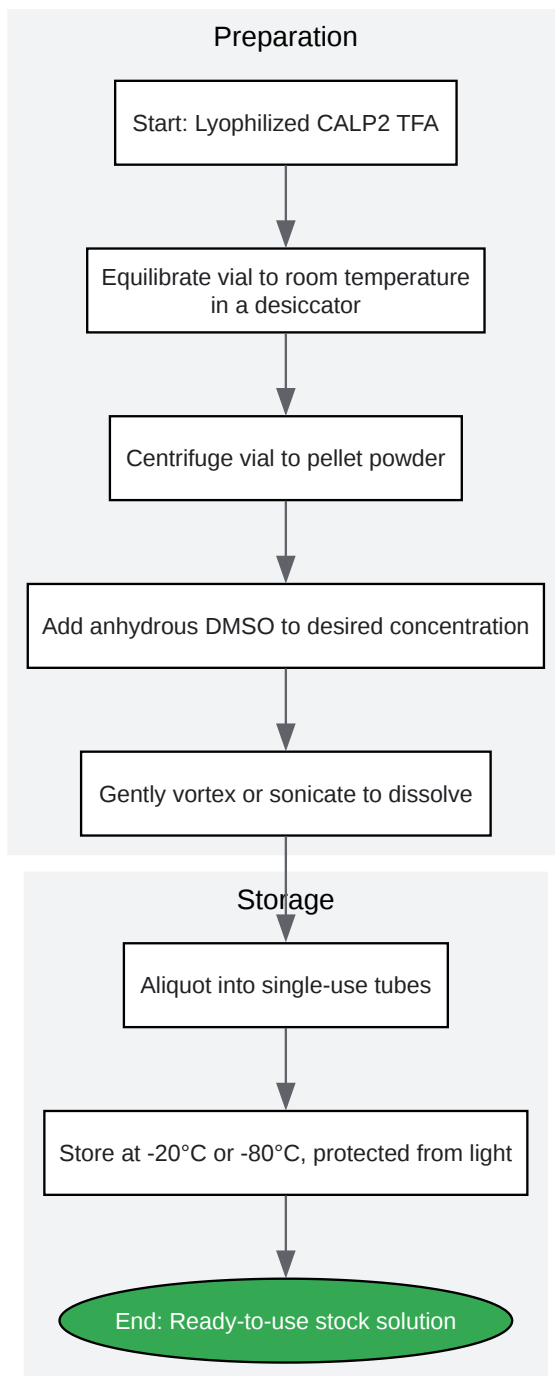 Preparation
Start: Lyophilized CALP2 TFA
Equilibrate vial to room temperature
in a desiccator
Centrifuge vial to pellet powder
Add anhydrous DMSO to desired concentration
Gently vortex or sonicate to dissolve
Storage
Aliquot into single-use tubes
Store at -20°C or -80°C, protected from light
End: Ready-to-use stock solution